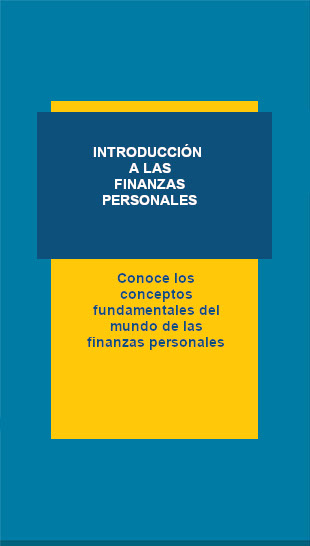 INTRODUCCIÓN
A LAS
FINANZAS
PERSONALES
Conoce los
conceptos
fundamentales del
mundo de las
finanzas personales